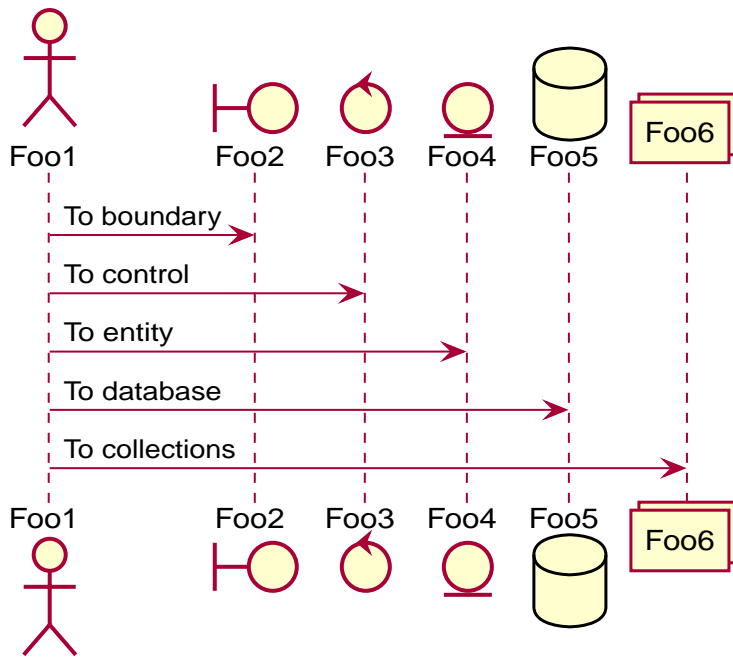 Foo1 Foo2 Foo3 Foo4 Foo5 Foo6
To boundary
To control
To entity
To database
To collections
Foo1 Foo2 Foo3 Foo4 Foo5 Foo6